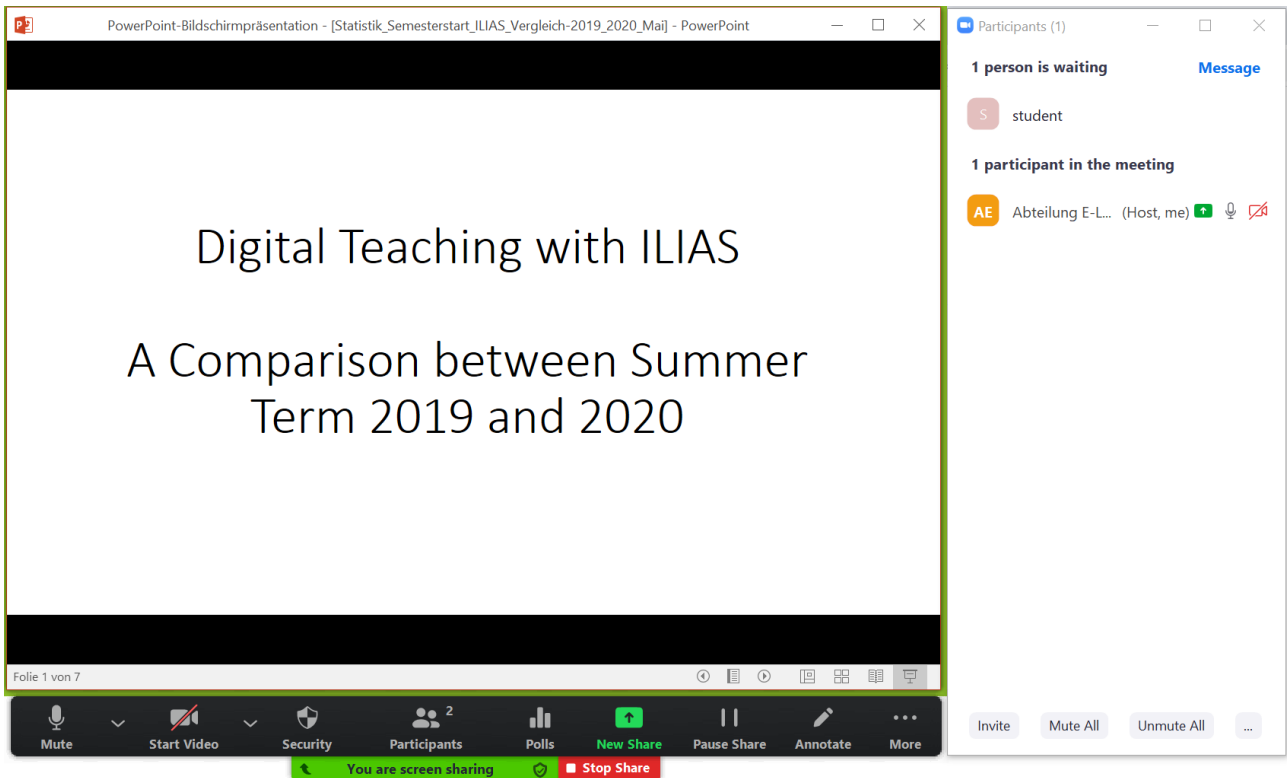 PowerPoint-Bildschirmpräsentation - [Statistik_Semesterstart_ILIAS_Vergleich-2019_2020_Mai] - PowerPoint
Digital Teaching with ILIAS
A Comparison between Summer
Term 2019 and 2020
Folie 1 von 7
Mute
Start Video
Security
Participants 2
Polls
New Share
Pause Share
Annotate
More
You are screen sharing
Stop Share
Participants (1)
1 person is waiting Message
S student
1 participant in the meeting
AE Abteilung E-L... (Host, me)
Invite Mute All Unmute All ...